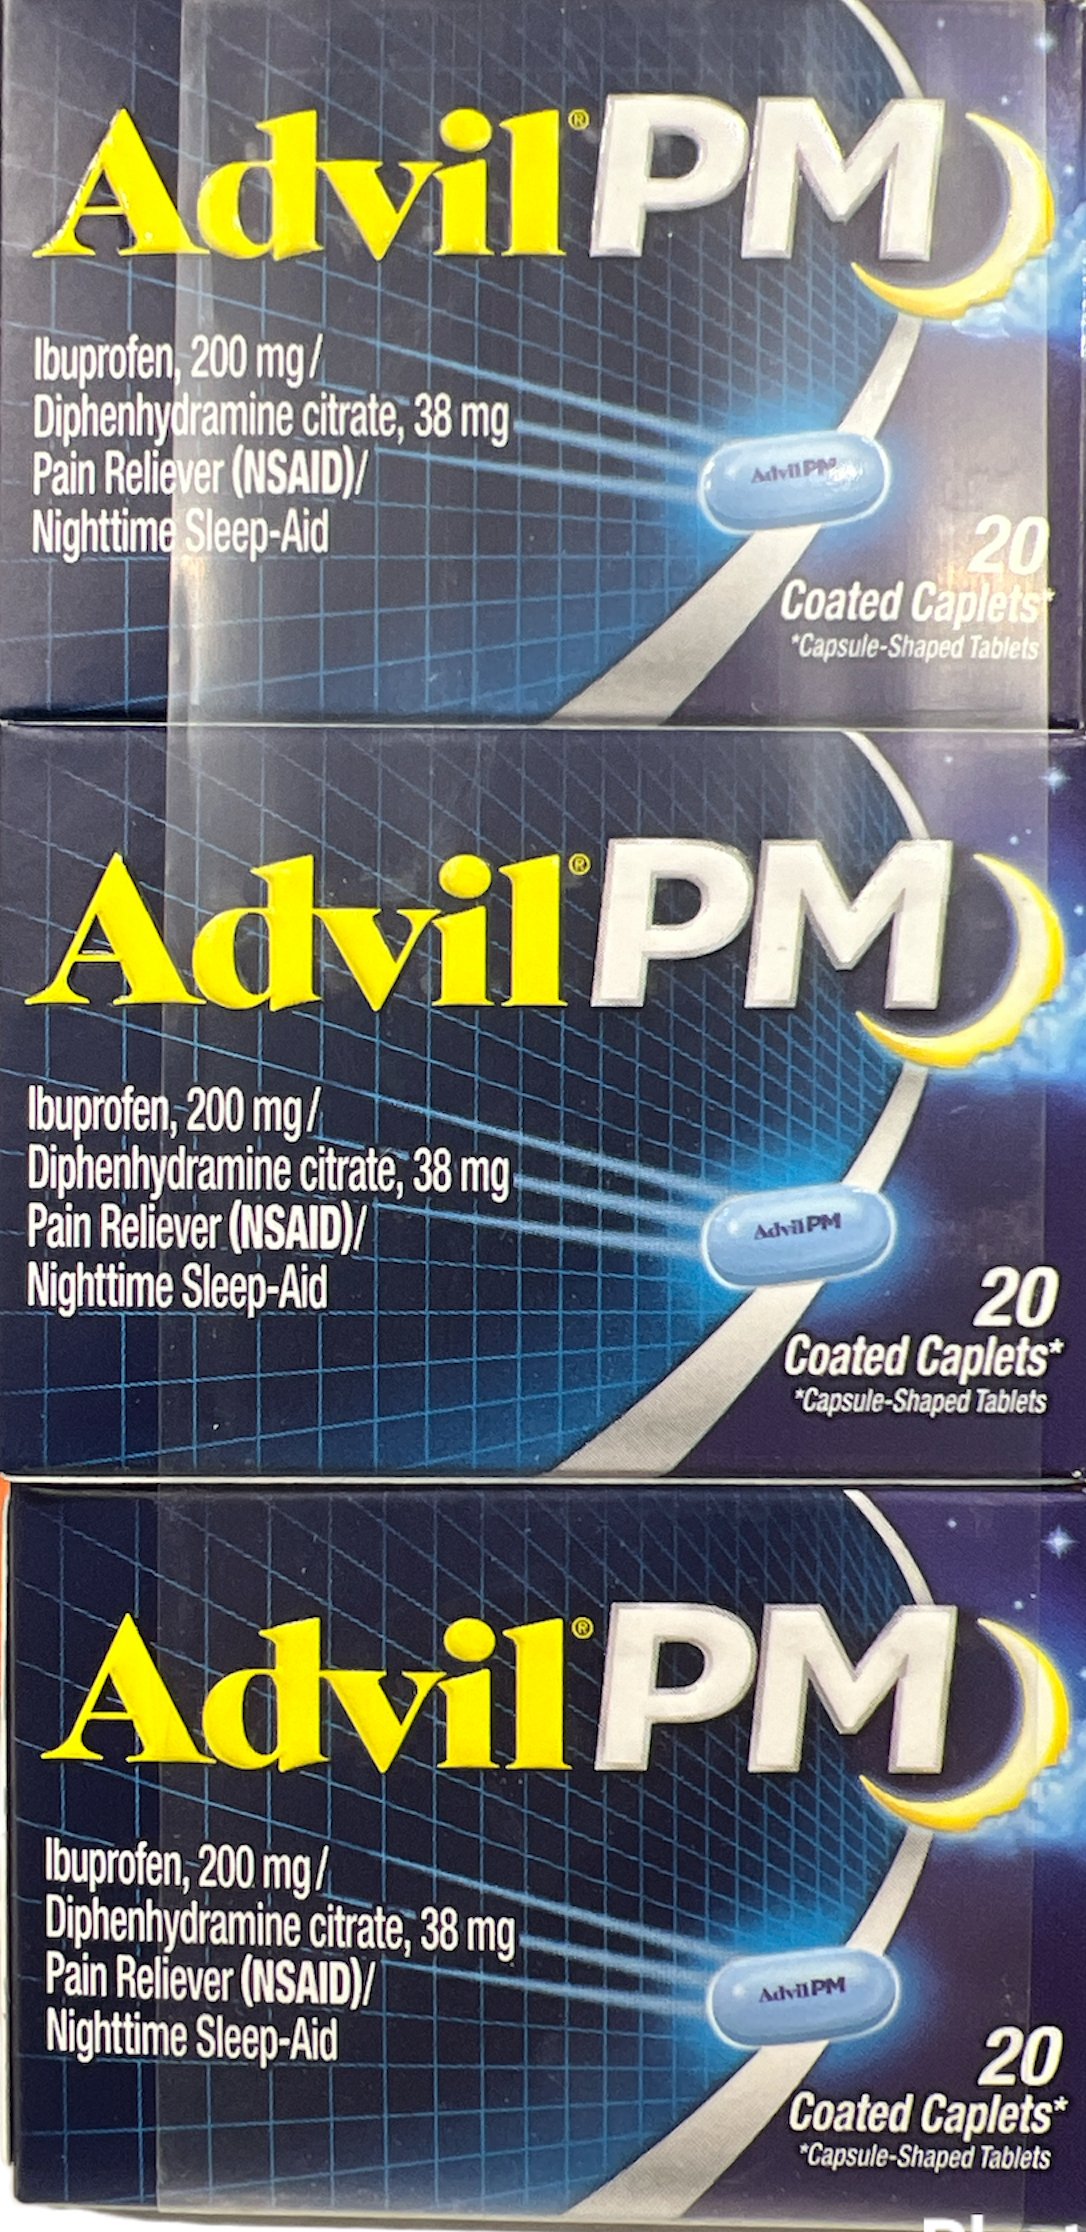 Advil® PM
Ibuprofen, 200 mg/
Diphenhydramine citrate, 38 mg
Pain Reliever (NSAID)/
Nighttime Sleep-Aid
Advil PM
20
Coated Caplets*
*Capsule-Shaped Tablets
Advil® PM
Ibuprofen, 200 mg/
Diphenhydramine citrate, 38 mg
Pain Reliever (NSAID)/
Nighttime Sleep-Aid
Advil PM
20
Coated Caplets*
*Capsule-Shaped Tablets
Advil® PM
Ibuprofen, 200 mg/
Diphenhydramine citrate, 38 mg
Pain Reliever (NSAID)/
Nighttime Sleep-Aid
Advil PM
20
Coated Caplets*
*Capsule-Shaped Tablets